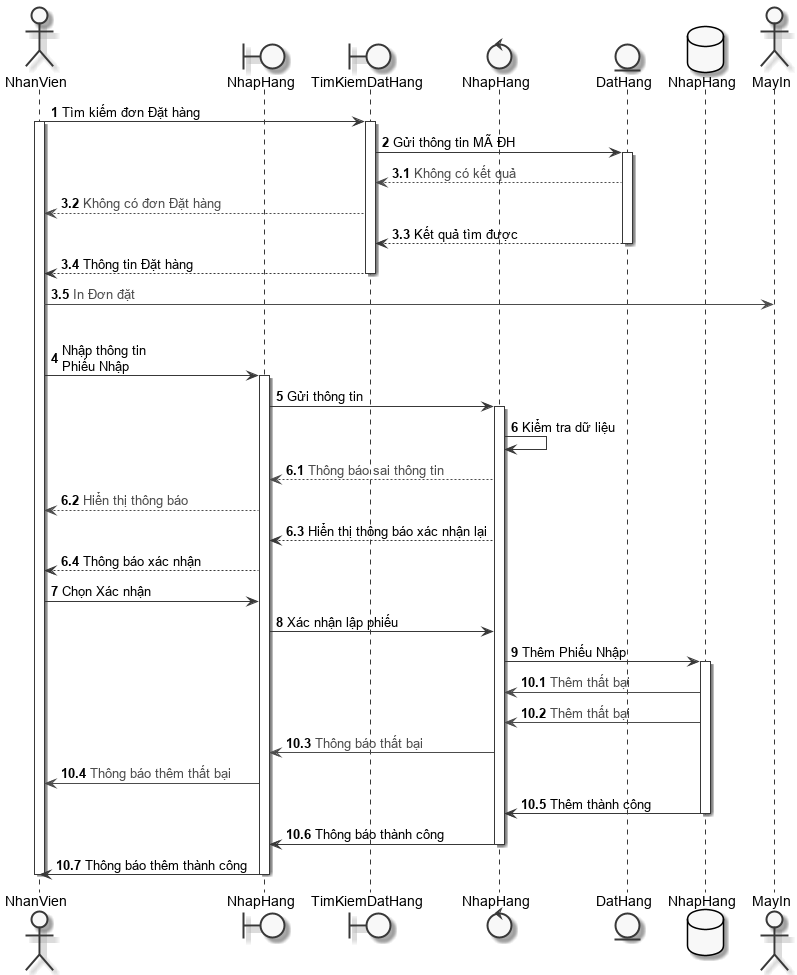 NhanVien
NhapHang
TimKiemDatHang
NhapHang
DatHang
NhapHang
MayIn
1 Tìm kiếm đơn Đặt hàng
2 Gửi thông tin MÃ ĐH
3.1 Không có kết quả
3.2 Không có đơn Đặt hàng
3.3 Kết quả tìm được
3.4 Thông tin Đặt hàng
3.5 In Đơn đặt
4 Nhập thông tin
Phiếu Nhập
5 Gửi thông tin
6 Kiểm tra dữ liệu
6.1 Thông báo sai thông tin
6.2 Hiển thị thông báo
6.3 Hiển thị thông báo xác nhận lại
6.4 Thông báo xác nhận
7 Chọn Xác nhận
8 Xác nhận lập phiếu
9 Thêm Phiếu Nhập
10.1 Thêm thất bại
10.2 Thêm thất bại
10.3 Thông báo thất bại
10.4 Thông báo thêm thất bại
10.5 Thêm thành công
10.6 Thông báo thành công
10.7 Thông báo thêm thành công
NhanVien
NhapHang
TimKiemDatHang
NhapHang
DatHang
NhapHang
MayIn